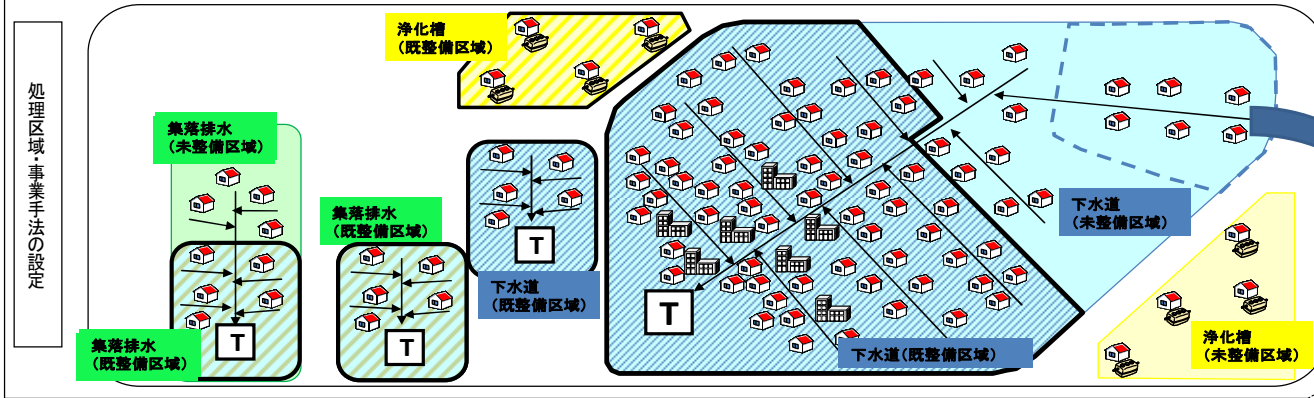 処理区域・事業手法の設定
浄化槽
(既整備区域)
集落排水
(未整備区域)
集落排水
(既整備区域)
下水道
(既整備区域)
下水道
(未整備区域)
浄化槽
(未整備区域)
下水道(既整備区域)
集落排水
(既整備区域)
T
T
T
T